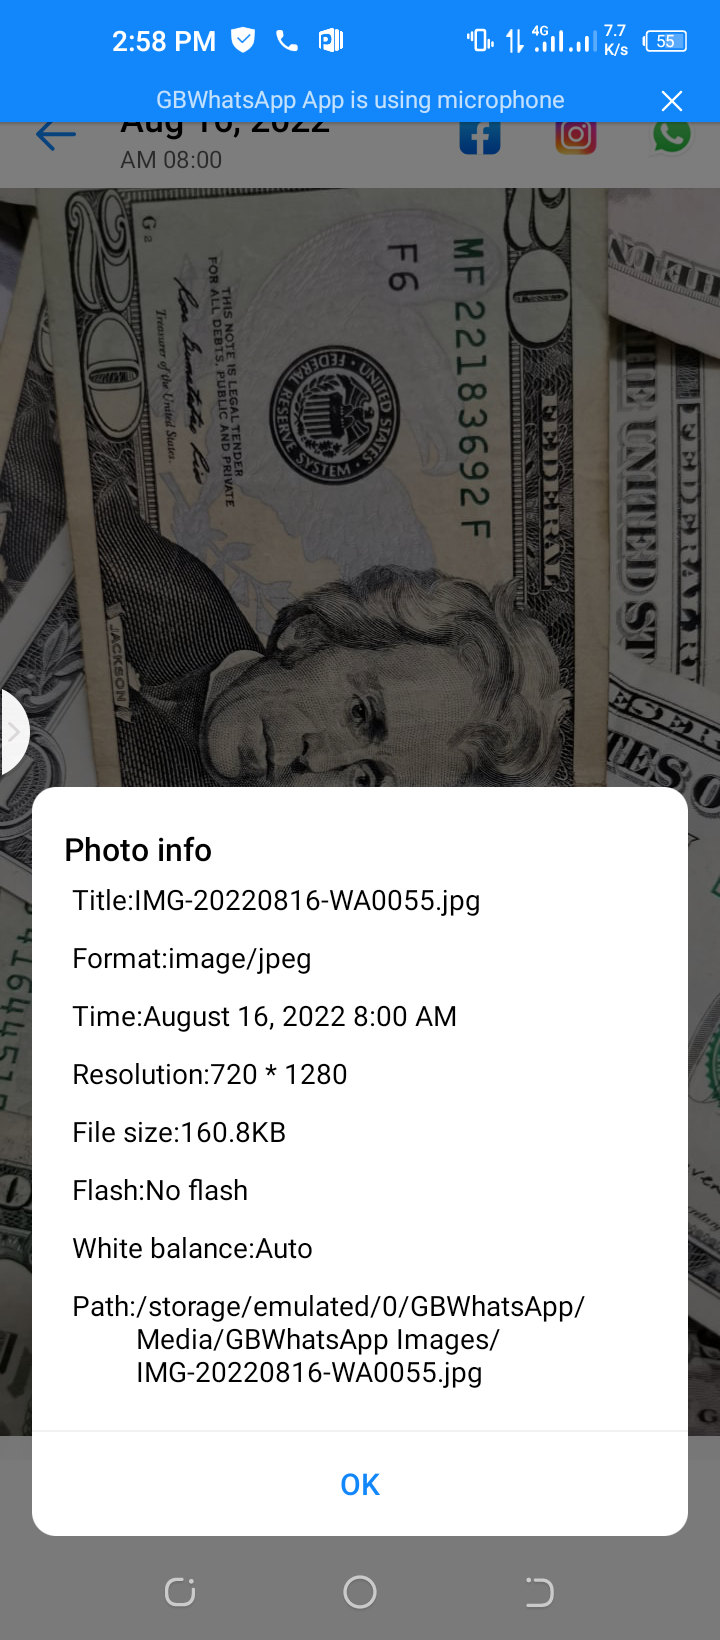 2:58 PM
4G
7.7
K/s
55
GBWhatsApp App is using microphone
Aug 16, 2022
AM 08:00
20
G2
THIS NOTE IS LEGAL TENDER
FOR ALL DEBTS, PUBLIC AND PRIVATE
Treasurer of the United States.
F6
MF22183692F
UNITED STATES
FEDERAL RESERVE SYSTEM
FEDERAL
THE UNITED ST
FEDERA
JACKSON
Photo info
Title:IMG-20220816-WA0055.jpg
Format:image/jpeg
Time:August 16, 2022 8:00 AM
Resolution:720 * 1280
File size:160.8KB
Flash:No flash
White balance:Auto
Path:/storage/emulated/0/GBWhatsApp/
Media/GBWhatsApp Images/
IMG-20220816-WA0055.jpg
OK